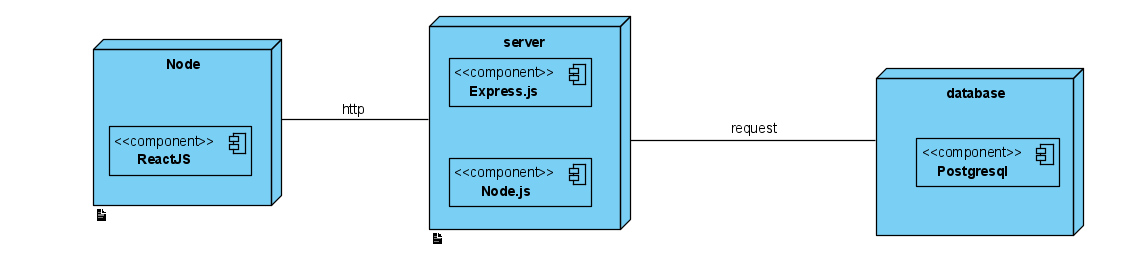 Node
<<component>>
ReactJS
http
server
<<component>>
Express.js
<<component>>
Node.js
request
database
<<component>>
Postgresql